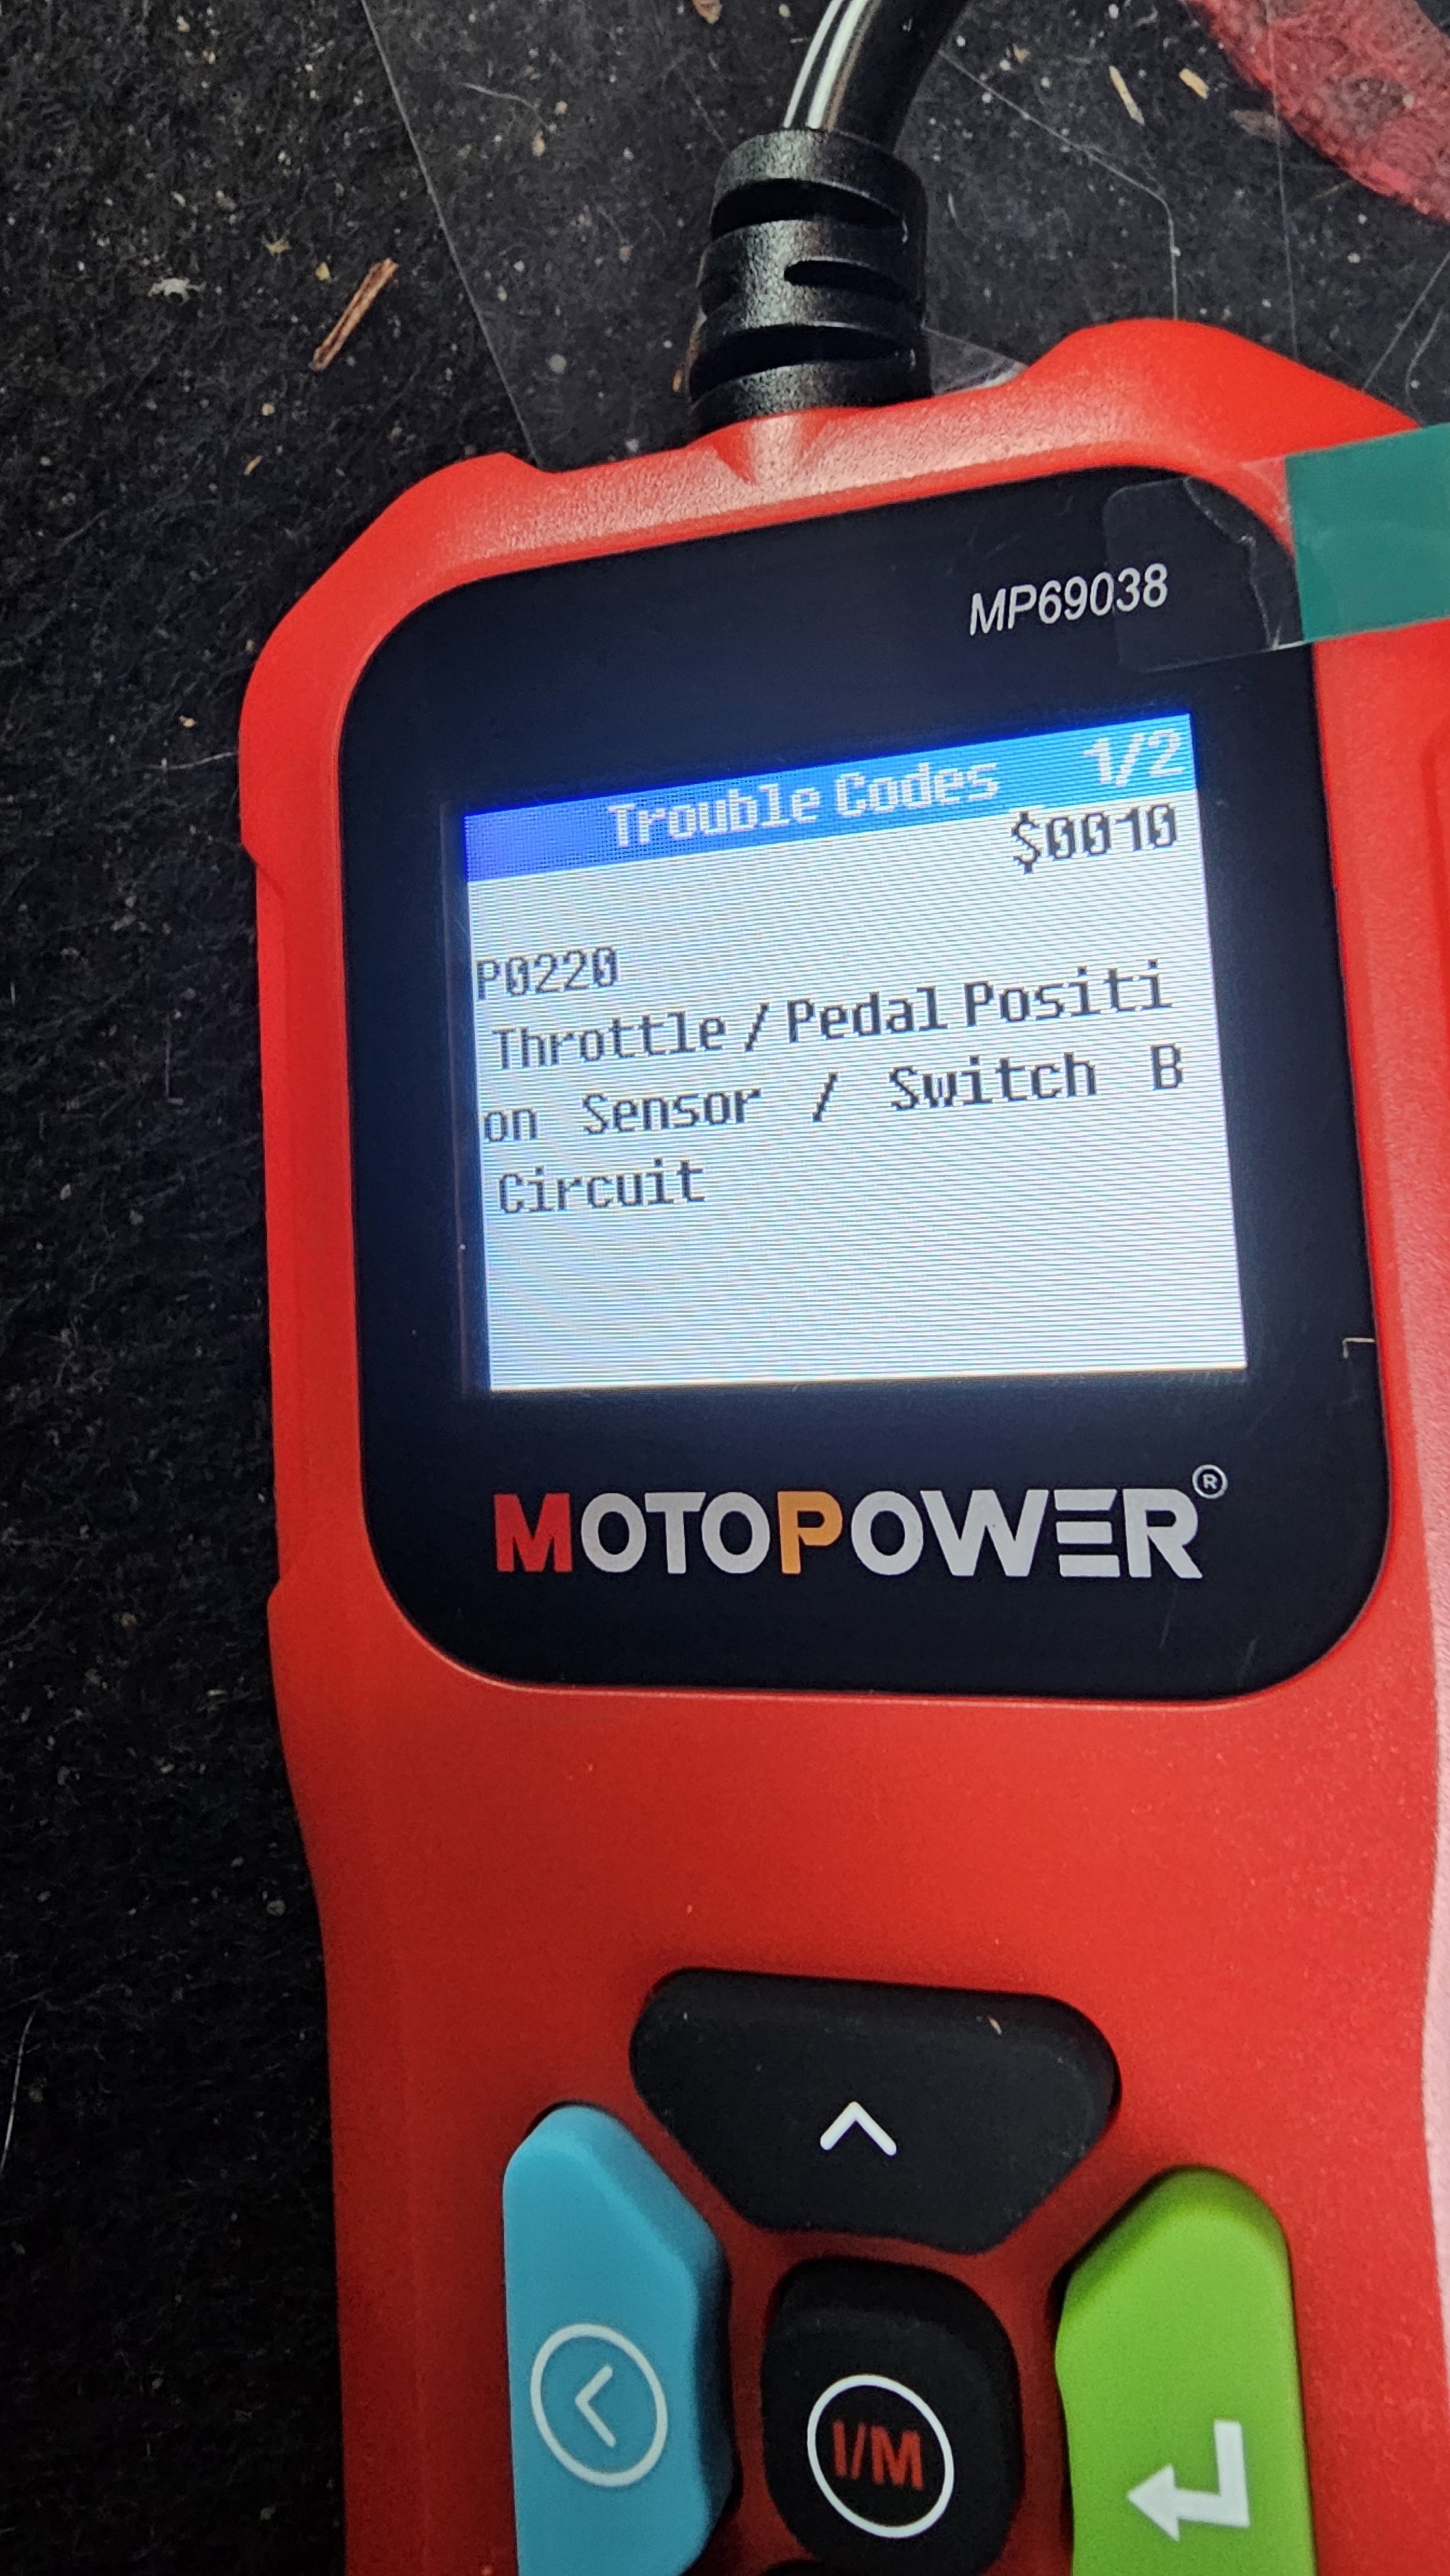 MP69038
Trouble Codes 1/2
$0010
P0220
Throttle / Pedal Positi
on Sensor / Switch B
Circuit
MOTOPOWER®
I/M